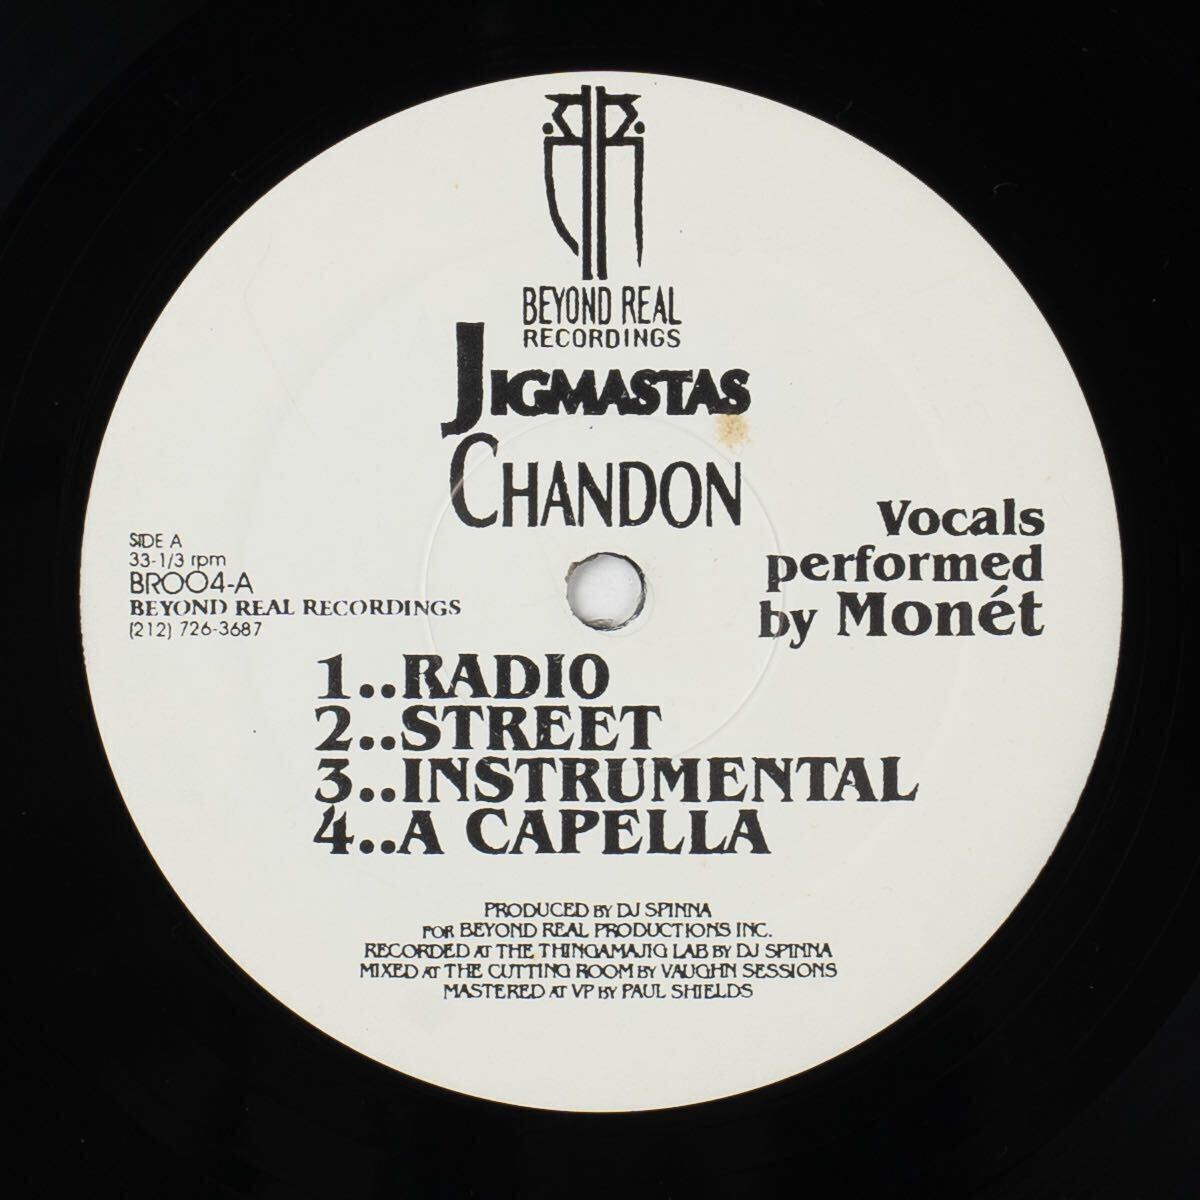 BEYOND REAL
RECORDINGS
JIGMASTAS
CHANDON
Vocals
performed
by Monét
SIDE A
33-1/3 rpm
BR004-A
BEYOND REAL RECORDINGS
(212) 726-3687
1..RADIO
2..STREET
3..INSTRUMENTAL
4..A CAPELLA
PRODUCED BY DJ SPINNA
FOR BEYOND REAL PRODUCTIONS INC.
RECORDED AT THE THINGAMAJIG LAB BY DJ SPINNA
MIXED AT THE CUTTING ROOM BY VAUGHN SESSIONS
MASTERED AT VP BY PAUL SHIELDS